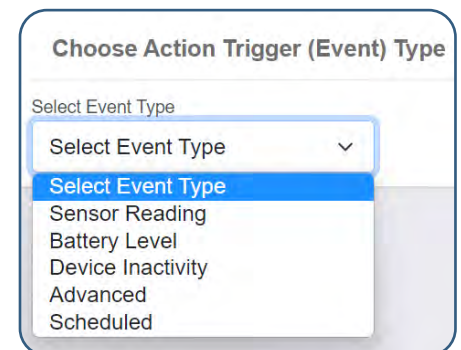 Choose Action Trigger (Event) Type
Select Event Type
Select Event Type
Select Event Type
Sensor Reading
Battery Level
Device Inactivity
Advanced
Scheduled